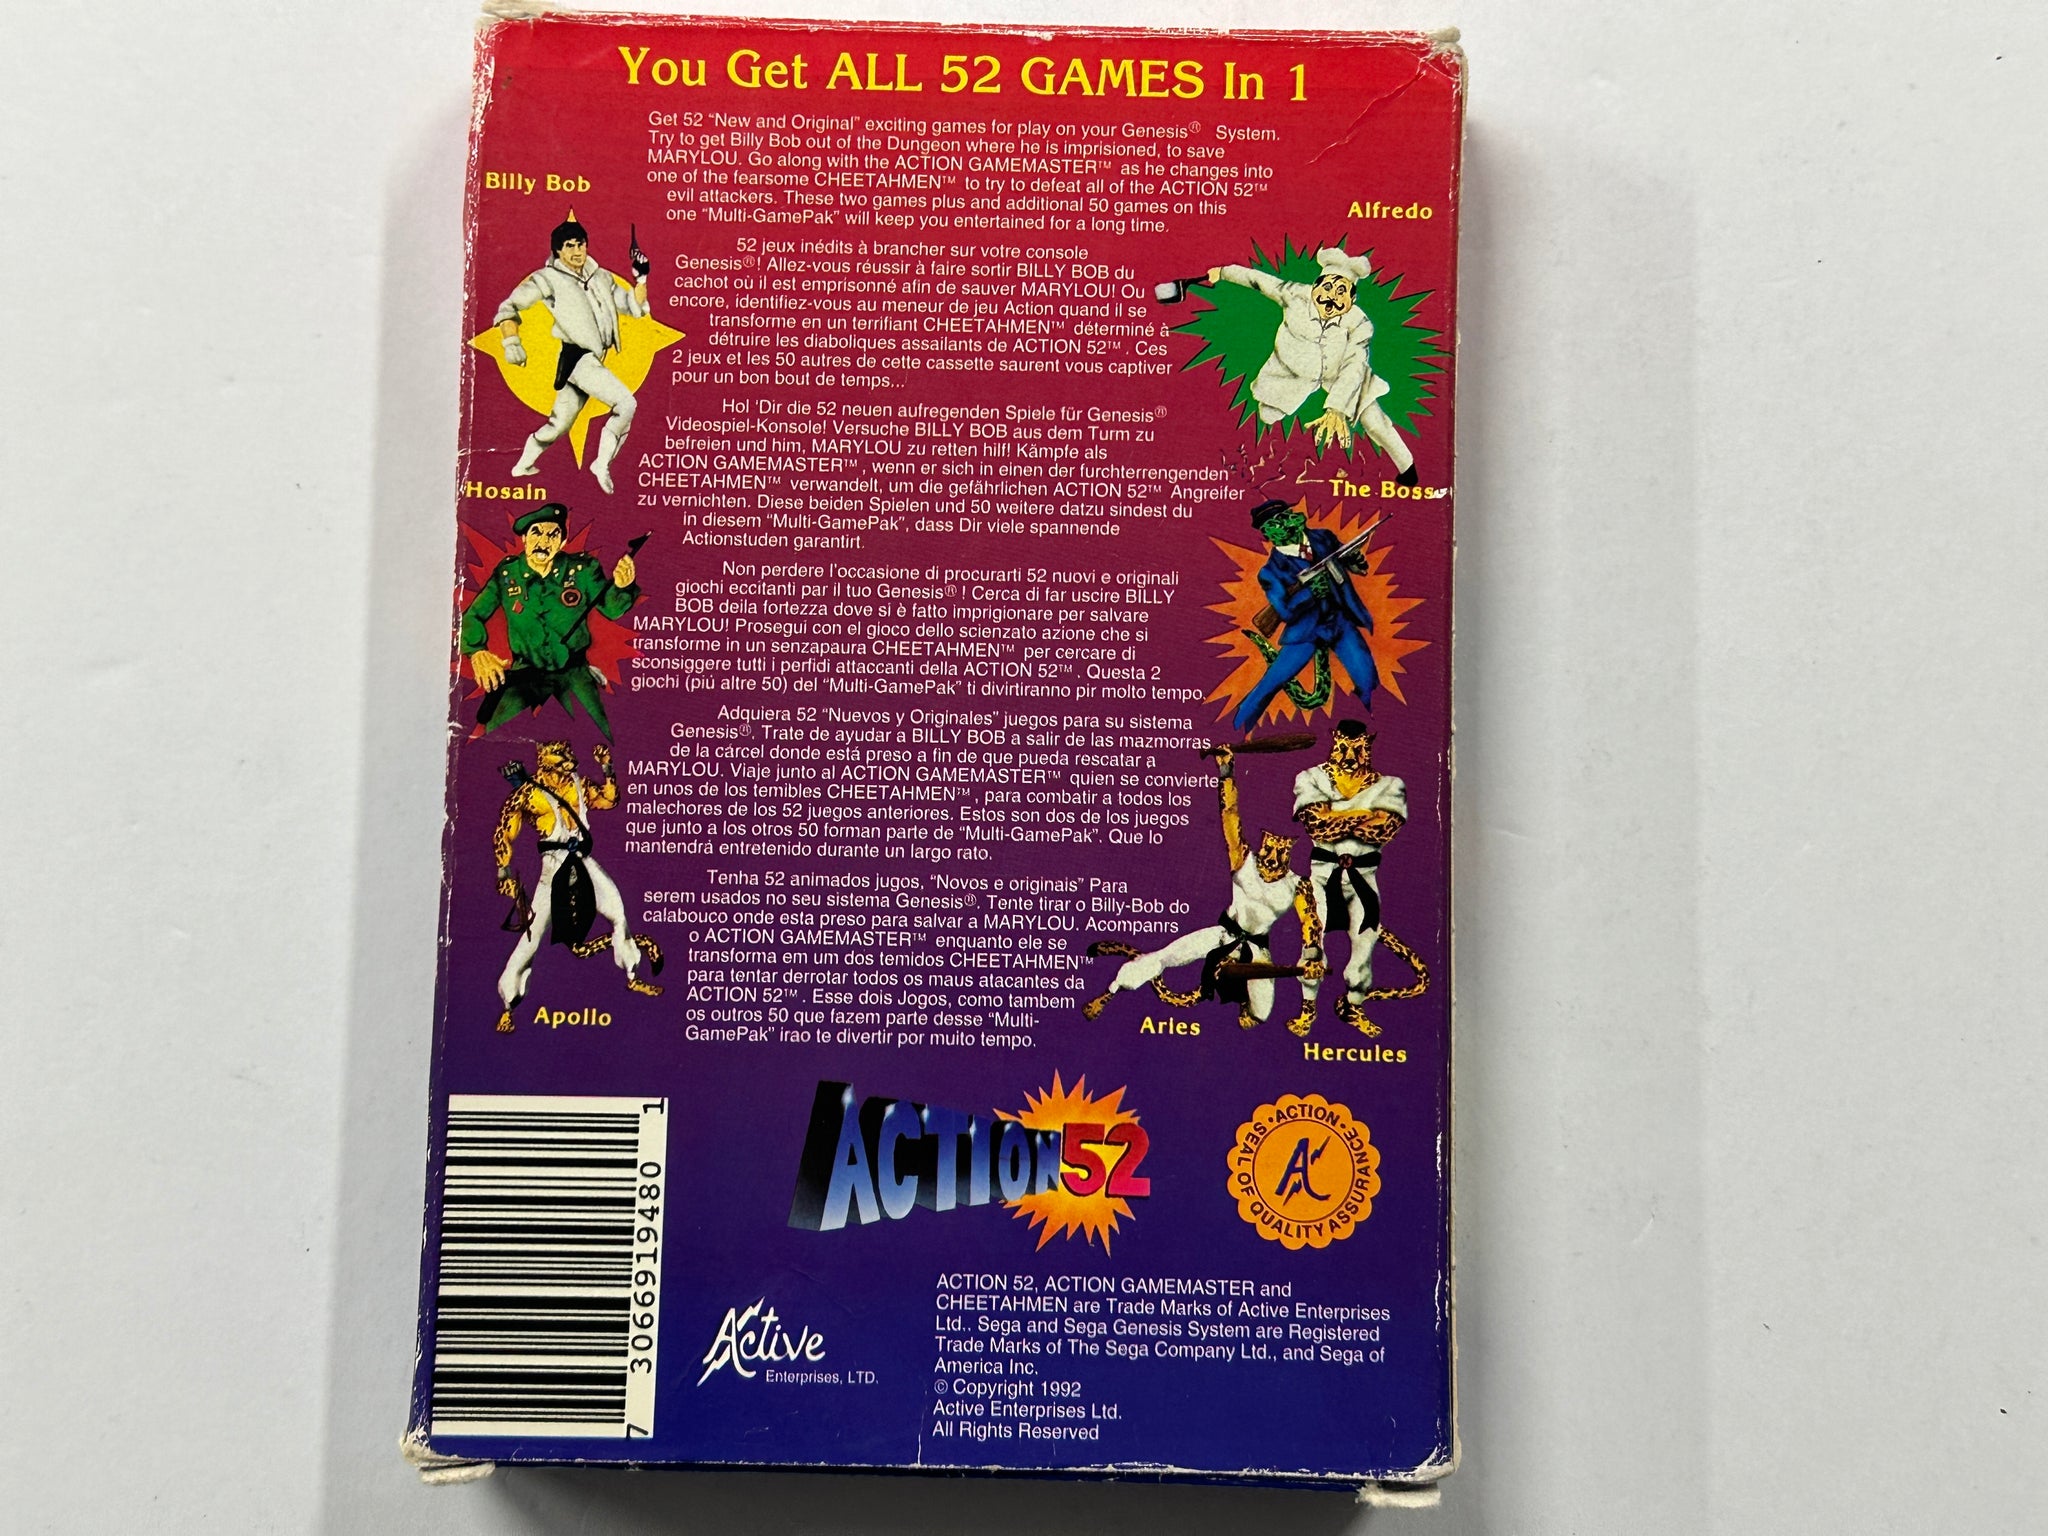 You Get ALL 52 GAMES In 1
Get 52 “New and Original” exciting games for play on your Genesis® System.
Try to get Billy Bob out of the Dungeon where he is imprisioned, to save
MARYLOU. Go along with the ACTION GAMEMASTER™ as he changes into
one of the fearsome CHEETAHMEN™ to try to defeat all of the ACTION 52™
evil attackers. These two games plus and additional 50 games on this
one “Multi-GamePak” will keep you entertained for a long time.
Billy Bob
Alfredo
52 jeux inédits à brancher sur votre console
Genesis®! Allez-vous réussir à faire sortir BILLY BOB du
cachot où il est emprisonné afin de sauver MARYLOU! Ou
encore, identifiez-vous au meneur de jeu Action quand il se
transforme en un terrifiant CHEETAHMEN™ déterminé à
détruire les diaboliques assailants de ACTION 52™. Ces
2 jeux et les 50 autres de cette cassette saurent vous captiver
pour un bon bout de temps...
Hol ‘Dir die 52 neuen aufregenden Spiele für Genesis®
Videospiel-Konsole! Versuche BILLY BOB aus dem Turm zu
befreien und him, MARYLOU zu retten hilf! Kämpfe als
ACTION GAMEMASTER™, wenn er sich in einen der furchterrengenden
CHEETAHMEN™ verwandelt, um die gefährlichen ACTION 52™ Angreifer
zu vernichten. Diese beiden Spielen und 50 weitere datzu sindest du
in diesem “Multi-GamePak”, dass Dir viele spannende
Actionstuden garantirt.
Hosain
The Boss
Non perdere l'occasione di procurarti 52 nuovi e originali
giochi eccitanti par il tuo Genesis® ! Cerca di far uscire BILLY
BOB deila fortezza dove si è fatto imprigionare per salvare
MARYLOU! Prosegui con el gioco dello scienzato azione che si
transforme in un senzapaura CHEETAHMEN™ per cercare di
sconsiggere tutti i perfidi attaccanti della ACTION 52™. Questa 2
giochi (piú altre 50) del “Multi-GamePak” ti divirtiranno pir molto tempo.
Adquiera 52 “Nuevos y Originales” juegos para su sistema
Genesis®. Trate de ayudar a BILLY BOB a salir de las mazmorras
de la cárcel donde está preso a fin de que pueda rescatar a
MARYLOU. Viaje junto al ACTION GAMEMASTER™ quien se convierte
en unos de los temibles CHEETAHMEN™, para combatir a todos los
malechores de los 52 juegos anteriores. Estos son dos de los juegos
que junto a los otros 50 forman parte de “Multi-GamePak”. Que lo
mantendrá entretenido durante un largo rato.
Tenha 52 animados jugos, “Novos e originais” Para
serem usados no seu sistema Genesis®. Tente tirar o Billy-Bob do
calabouco onde esta preso para salvar a MARYLOU. Acompanrs
o ACTION GAMEMASTER™ enquanto ele se
transforma em um dos temidos CHEETAHMEN™
para tentar derrotar todos os maus atacantes da
ACTION 52™. Esse dois Jogos, como tambem
os outros 50 que fazem parte desse “Multi-
GamePak” irao te divertir por muito tempo.
Apollo
Aries
Hercules
ACTION 52
•ACTION•
SEAL OF QUALITY ASSURANCE
A
7 30669 19480 1
Active
Enterprises, LTD.
ACTION 52, ACTION GAMEMASTER and
CHEETAHMEN are Trade Marks of Active Enterprises
Ltd.. Sega and Sega Genesis System are Registered
Trade Marks of The Sega Company Ltd., and Sega of
America Inc.
© Copyright 1992
Active Enterprises Ltd.
All Rights Reserved